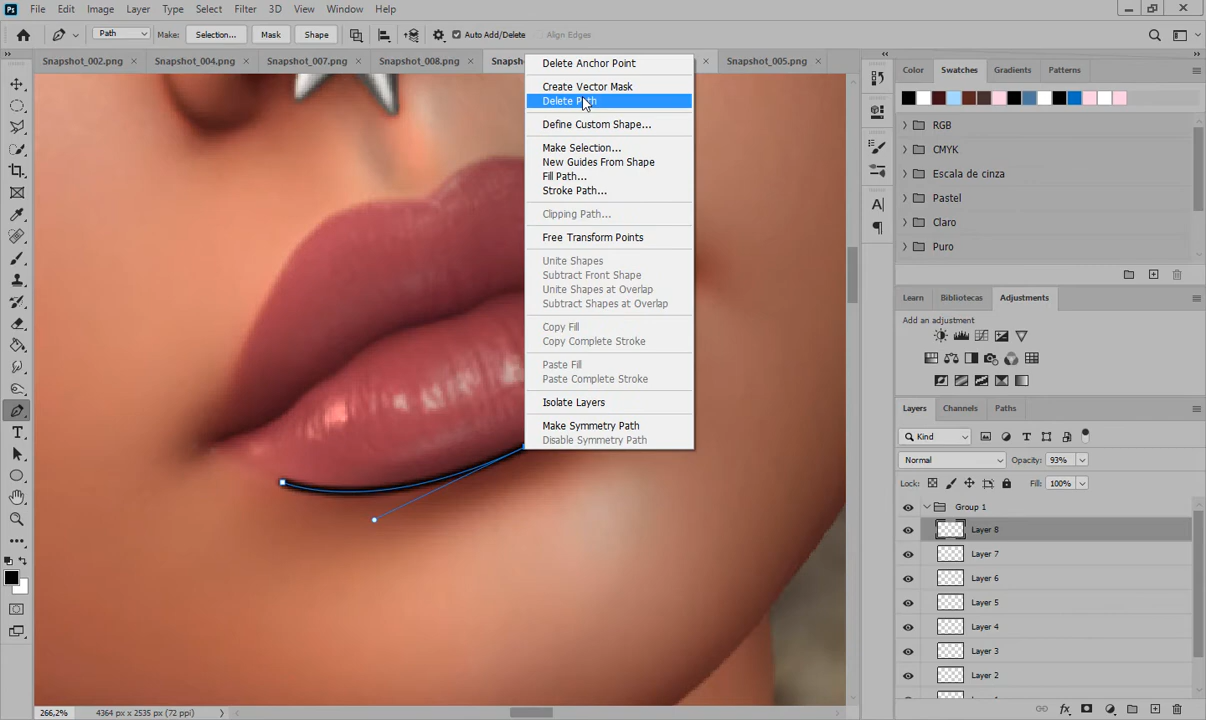 Ps File Edit Image Layer Type Select Filter 3D View Window Help
Path Make: Selection... Mask Shape Auto Add/Delete Align Edges
Snapshot_002.png × Snapshot_004.png × Snapshot_007.png × Snapshot_008.png × × Snapshot_005.png ×
Delete Anchor Point
Create Vector Mask
Delete Path
Define Custom Shape...
Make Selection...
New Guides From Shape
Fill Path...
Stroke Path...
Clipping Path...
Free Transform Points
Unite Shapes
Subtract Front Shape
Unite Shapes at Overlap
Subtract Shapes at Overlap
Copy Fill
Copy Complete Stroke
Paste Fill
Paste Complete Stroke
Isolate Layers
Make Symmetry Path
Disable Symmetry Path
Color Swatches Gradients Patterns
RGB
CMYK
Escala de cinza
Pastel
Claro
Puro
Learn Bibliotecas Adjustments
Add an adjustment
Layers Channels Paths
Kind
Normal Opacity: 93%
Lock: Fill: 100%
Group 1
Layer 8
Layer 7
Layer 6
Layer 5
Layer 4
Layer 3
Layer 2
266,2% 4364 px x 2535 px (72 ppi)